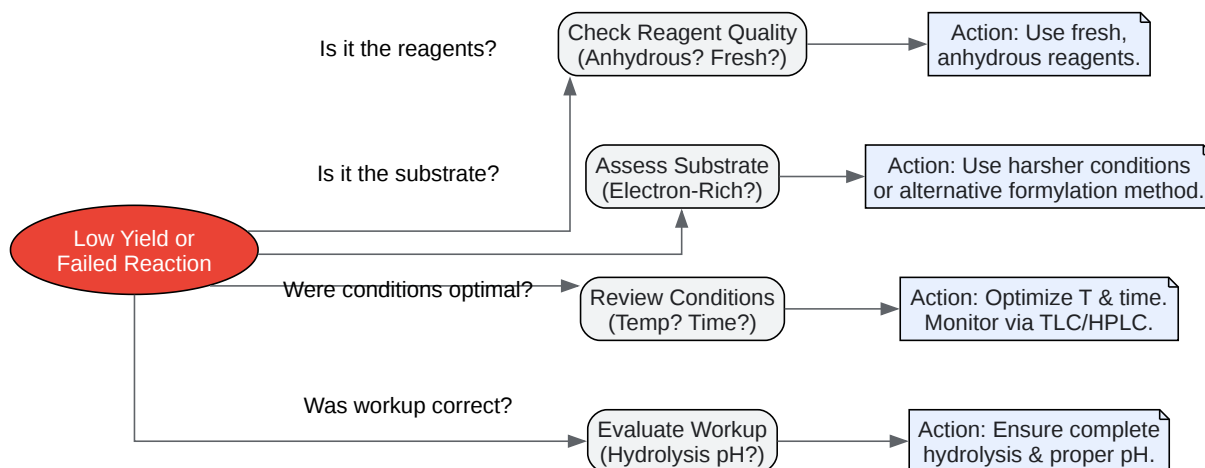 Is it the reagents?
Check Reagent Quality
(Anhydrous? Fresh?)
Action: Use fresh,
anhydrous reagents.
Is it the substrate?
Assess Substrate
(Electron-Rich?)
Action: Use harsher conditions
or alternative formylation method.
Low Yield or
Failed Reaction
Were conditions optimal?
Review Conditions
(Temp? Time?)
Action: Optimize T & time.
Monitor via TLC/HPLC.
Was workup correct?
Evaluate Workup
(Hydrolysis pH?)
Action: Ensure complete
hydrolysis & proper pH.